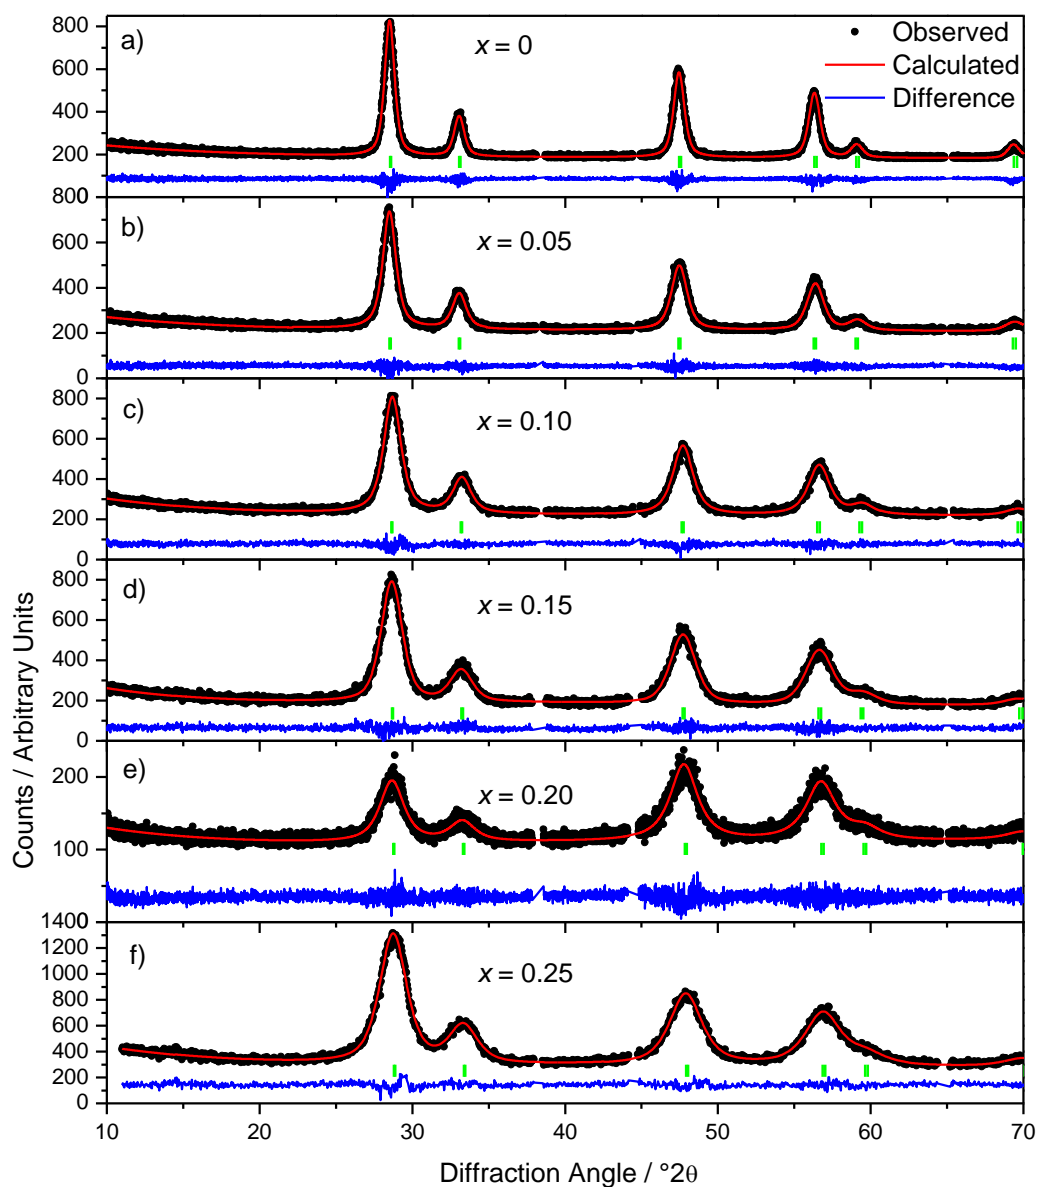 a)
x = 0
Observed
Calculated
Difference
800
600
400
200
b)
x = 0.05
800
600
400
200
0
c)
x = 0.10
800
600
400
200
0
d)
x = 0.15
800
600
400
200
0
e)
x = 0.20
200
100
f)
x = 0.25
1400
1200
1000
800
600
400
200
0
10
20
30
40
50
60
70
Counts / Arbitrary Units
Diffraction Angle / °2θ